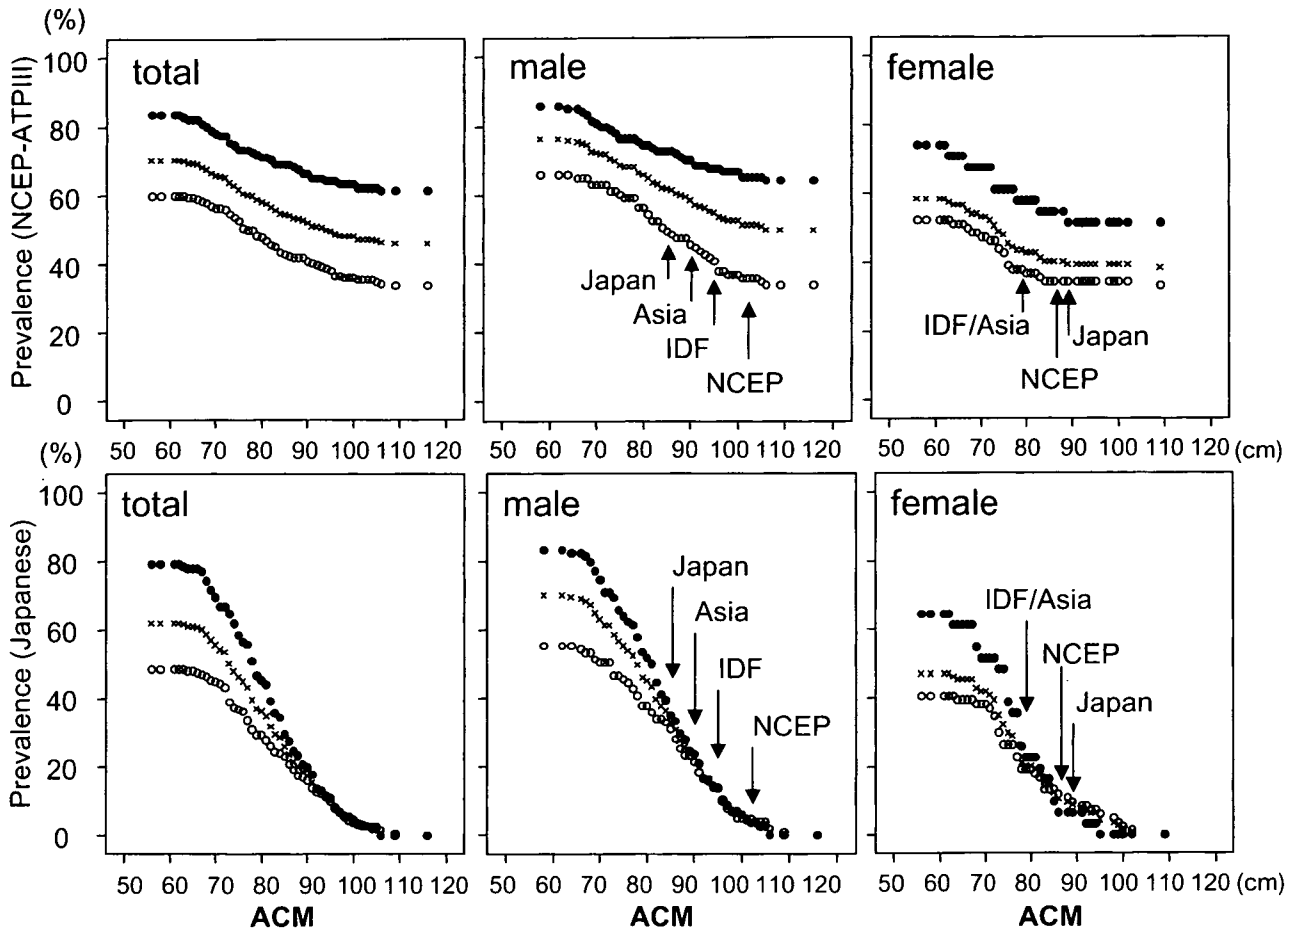 (%)
Prevalence (NCEP-ATPIII)
100
80
60
40
20
0
total
male
Japan
Asia
IDF
NCEP
female
IDF/Asia
Japan
NCEP
50 60 70 80 90 100 110 120
50 60 70 80 90 100 110 120
50 60 70 80 90 100 110 120 (cm)
(%)
Prevalence (Japanese)
100
80
60
40
20
0
total
male
Japan
Asia
IDF
NCEP
female
IDF/Asia
NCEP
Japan
50 60 70 80 90 100 110 120
50 60 70 80 90 100 110 120
50 60 70 80 90 100 110 120 (cm)
ACM
ACM
ACM